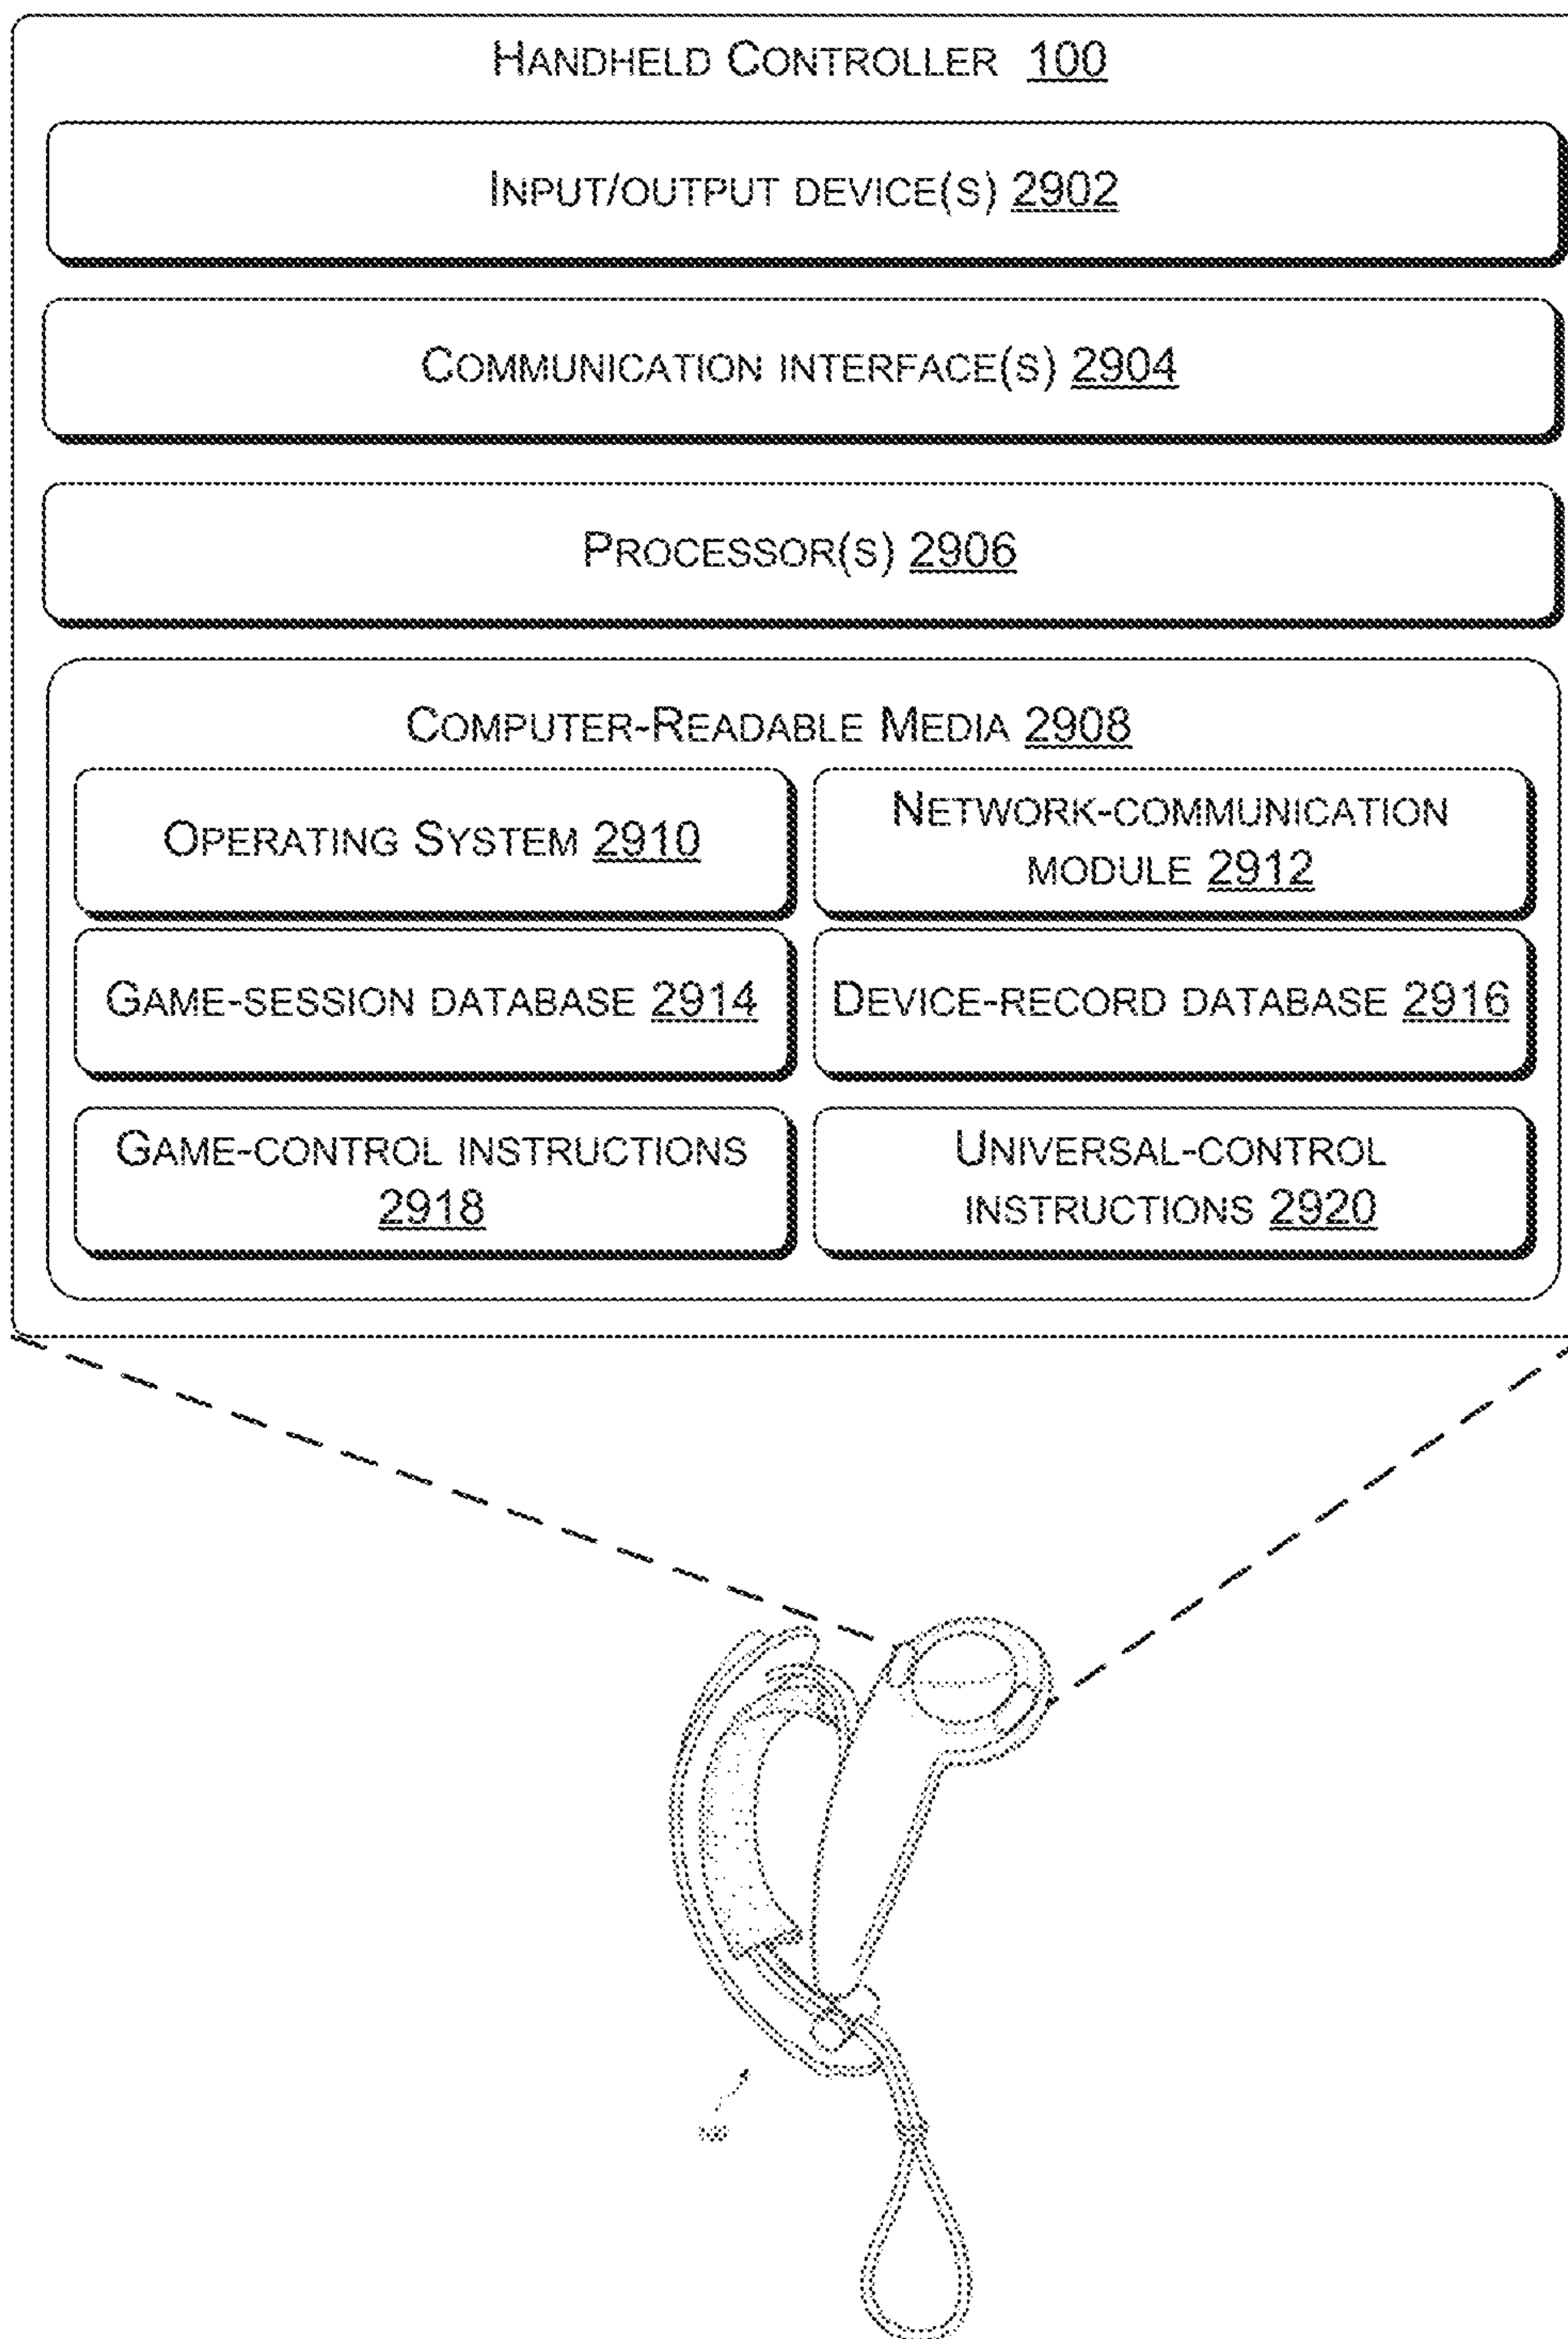 HANDHELD CONTROLLER 100
INPUT/OUTPUT DEVICE(S) 2902
COMMUNICATION INTERFACE(S) 2904
PROCESSOR(S) 2906
COMPUTER-READABLE MEDIA 2908
OPERATING SYSTEM 2910
NETWORK-COMMUNICATION
MODULE 2912
GAME-SESSION DATABASE 2914
DEVICE-RECORD DATABASE 2916
GAME-CONTROL INSTRUCTIONS
2918
UNIVERSAL-CONTROL
INSTRUCTIONS 2920